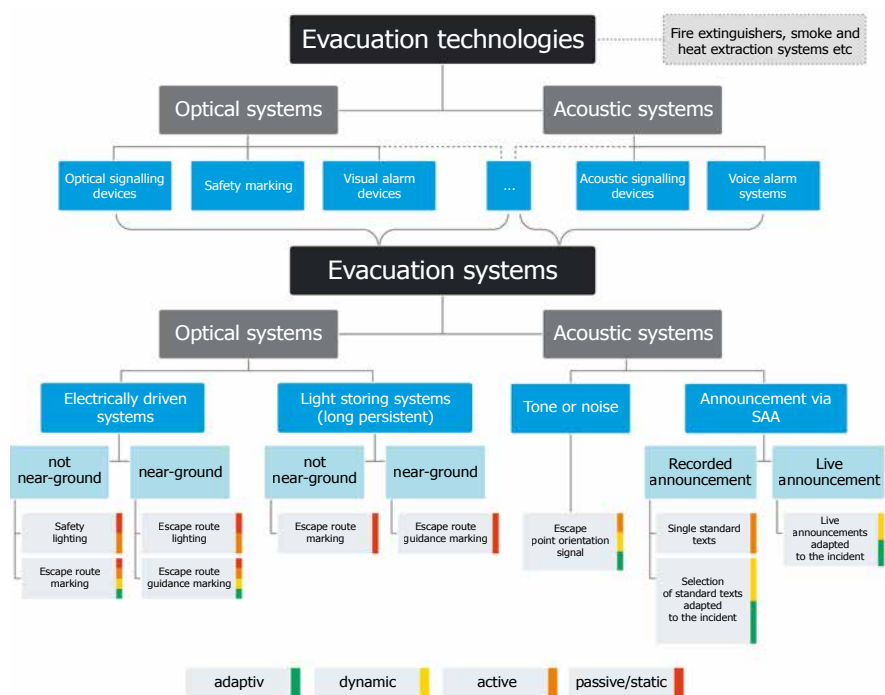 Evacuation technologies
Fire extinguishers, smoke and
heat extraction systems etc
Optical systems
Acoustic systems
Optical signalling
devices
Safety marking
Visual alarm
devices
...
Acoustic signalling
devices
Voice alarm
systems
Evacuation systems
Optical systems
Acoustic systems
Electrically driven
systems
Light storing systems
(long persistent)
Tone or noise
Announcement via
SAA
not
near-ground
near-ground
not
near-ground
near-ground
Recorded
announcement
Live
announcement
Safety
lighting
Escape route
lighting
Escape route
marking
Escape route
guidance marking
Escape
point orientation
signal
Single standard
texts
Live
announcements
adapted
to the incident
Escape route
marking
Escape route
guidance marking
Selection
of standard texts
adapted
to the incident
adaptiv
dynamic
active
passive/static